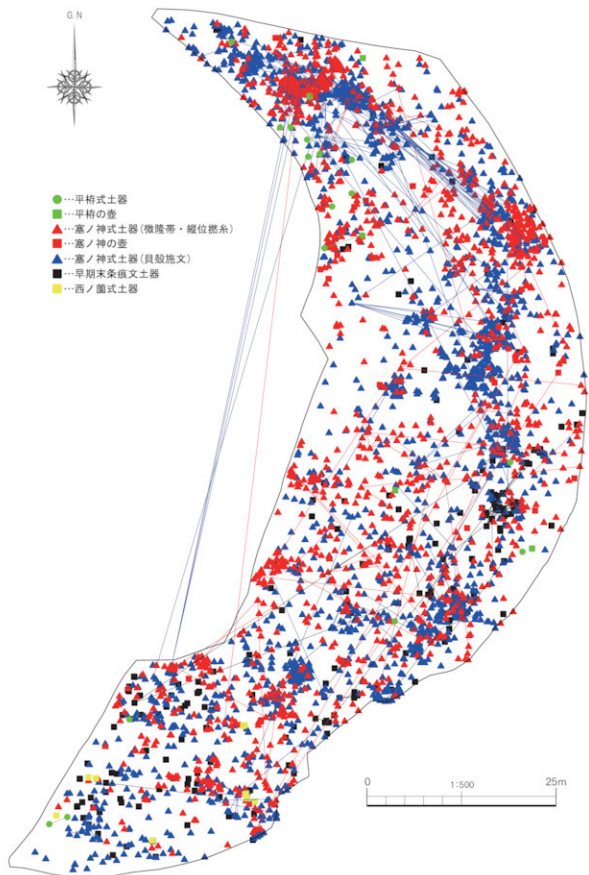 G. N
…平栫式土器
…平栫の壺
…塞ノ神式土器(微隆帯・縦位撚糸)
…塞ノ神の壺
…塞ノ神式土器(貝殻施文)
…早期末条痕文土器
…西ノ薗式土器
0 1:500 25m